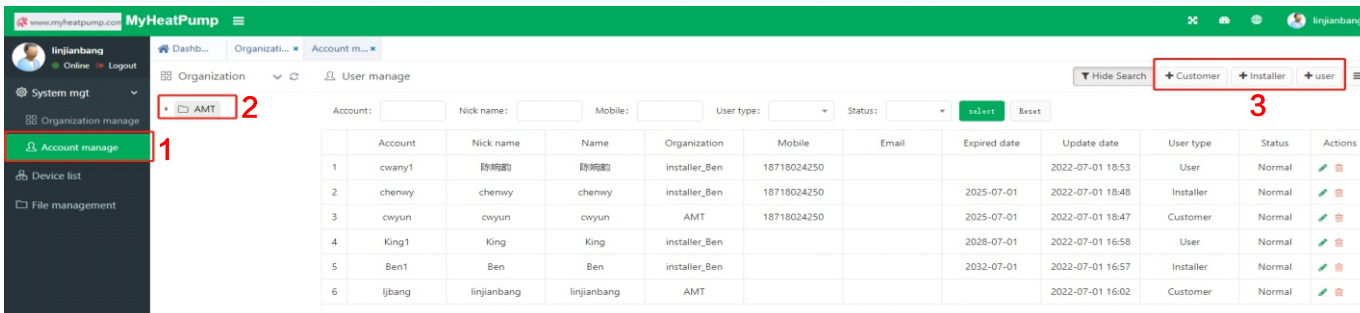 www.myheatpump.com MyHeatPump linjianbang
linjianbang
Online Logout
Dashb... Organizati... × Account m... ×
Organization User manage Hide Search + Customer + Installer + user
System mgt
AMT 2 3
Organization manage
Account: Nick name: Mobile: User type: Status: select Reset
Account manage 1
Account Nick name Name Organization Mobile Email Expired date Update date User type Status Actions
Device list
1 cwany1 陈婉韵 陈婉韵 installer_Ben 18718024250 2022-07-01 18:53 User Normal
2 chenwy chenwy chenwy installer_Ben 18718024250 2025-07-01 2022-07-01 18:48 Installer Normal
File management
3 cwyun cwyun cwyun AMT 18718024250 2025-07-01 2022-07-01 18:47 Customer Normal
4 King1 King King installer_Ben 2028-07-01 2022-07-01 16:58 User Normal
5 Ben1 Ben Ben installer_Ben 2032-07-01 2022-07-01 16:57 Installer Normal
6 ljbang linjianbang linjianbang AMT 2022-07-01 16:02 Customer Normal